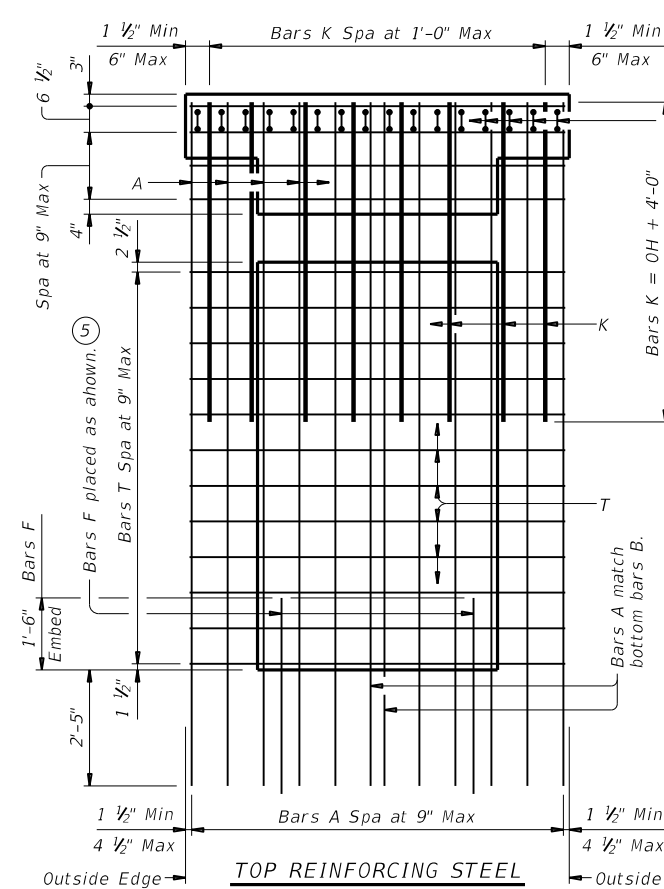 1 ½" Min
6" Max
Bars K Spa at 1'-0" Max
1 ½" Min
6" Max
3"
6 ½"
Spa at 9" Max
4"
2 ½"
A
Bars K = OH + 4'-0"
K
5
Bars F placed as ahown.
Bars T Spa at 9" Max
T
Bars F
1'-6"
Embed
Bars A match
bottom bars B.
1 ½"
2'-5"
1 ½" Min
4 ½" Max
Bars A Spa at 9" Max
1 ½" Min
4 ½" Max
Outside Edge
TOP REINFORCING STEEL
Outside